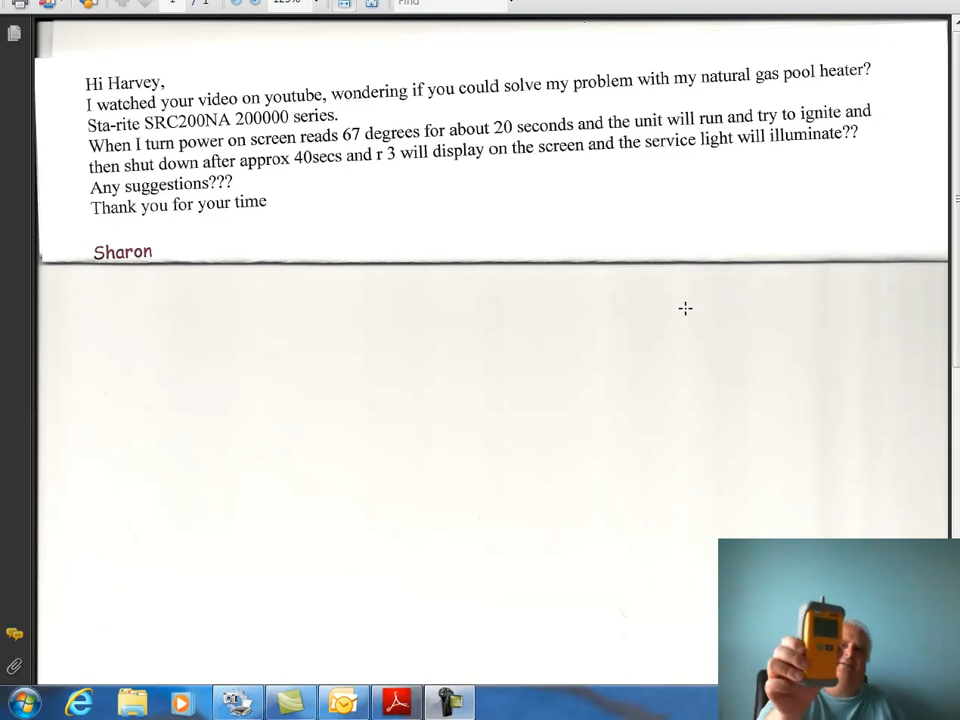 1 / 1
Find
Hi Harvey,
I watched your video on youtube, wondering if you could solve my problem with my natural gas pool heater?
Sta-rite SRC200NA 200000 series.
When I turn power on screen reads 67 degrees for about 20 seconds and the unit will run and try to ignite and
then shut down after approx 40secs and r 3 will display on the screen and the service light will illuminate??
Any suggestions???
Thank you for your time
Sharon